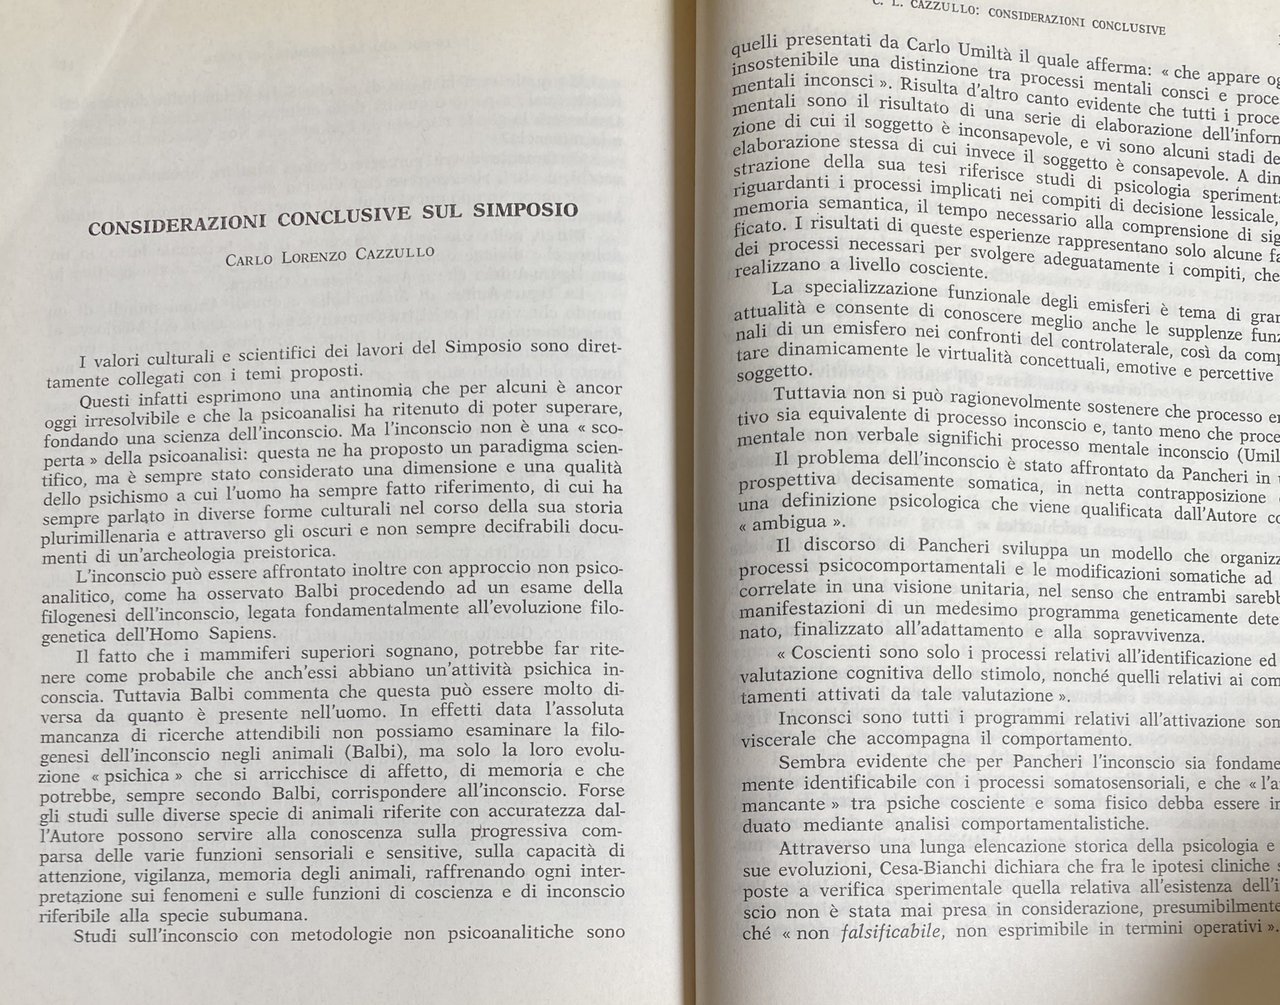 CONSIDERAZIONI CONCLUSIVE SUL SIMPOSIO
CARLO LORENZO CAZZULLO
I valori culturali e scientifici dei lavori del Simposio sono diret-
tamente collegati con i temi proposti.
Questi infatti esprimono una antinomia che per alcuni è ancor
oggi irresolvibile e che la psicoanalisi ha ritenuto di poter superare,
fondando una scienza dell'inconscio. Ma l'inconscio non è una « sco-
perta » della psicoanalisi: questa ne ha proposto un paradigma scien-
tifico, ma è sempre stato considerato una dimensione e una qualità
dello psichismo a cui l'uomo ha sempre fatto riferimento, di cui ha
sempre parlato in diverse forme culturali nel corso della sua storia
plurimillenaria e attraverso gli oscuri e non sempre decifrabili docu-
menti di un'archeologia preistorica.
L'inconscio può essere affrontato inoltre con approccio non psico-
analitico, come ha osservato Balbi procedendo ad un esame della
filogenesi dell'inconscio, legata fondamentalmente all'evoluzione filo-
genetica dell'Homo Sapiens.
Il fatto che i mammiferi superiori sognano, potrebbe far rite-
nere come probabile che anch'essi abbiano un'attività psichica in-
conscia. Tuttavia Balbi commenta che questa può essere molto di-
versa da quanto è presente nell'uomo. In effetti data l'assoluta
mancanza di ricerche attendibili non possiamo esaminare la filo-
genesi dell'inconscio negli animali (Balbi), ma solo la loro evolu-
zione « psichica » che si arricchisce di affetto, di memoria e che
potrebbe, sempre secondo Balbi, corrispondere all'inconscio. Forse
gli studi sulle diverse specie di animali riferite con accuratezza dal-
l'Autore possono servire alla conoscenza sulla progressiva com-
parsa delle varie funzioni sensoriali e sensitive, sulla capacità di
attenzione, vigilanza, memoria degli animali, raffrenando ogni inter-
pretazione sui fenomeni e sulle funzioni di coscienza e di inconscio
riferibile alla specie subumana.
Studi sull'inconscio con metodologie non psicoanalitiche sono
C. L. CAZZULLO: CONSIDERAZIONI CONCLUSIVE
quelli presentati da Carlo Umiltà il quale afferma: « che appare og
insostenibile una distinzione tra processi mentali consci e proce
mentali inconsci ». Risulta d'altro canto evidente che tutti i proce
mentali sono il risultato di una serie di elaborazione dell'inform
zione di cui il soggetto è inconsapevole, e vi sono alcuni stadi de
elaborazione stessa di cui invece il soggetto è consapevole. A dim
strazione della sua tesi riferisce studi di psicologia speriment
riguardanti i processi implicati nei compiti di decisione lessicale,
memoria semantica, il tempo necessario alla comprensione di sig
ficato. I risultati di queste esperienze rappresentano solo alcune fa
dei processi necessari per svolgere adeguatamente i compiti, che
realizzano a livello cosciente.
La specializzazione funzionale degli emisferi è tema di gran
attualità e consente di conoscere meglio anche le supplenze funz
nali di un emisfero nei confronti del controlaterale, così da comp
tare dinamicamente le virtualità concettuali, emotive e percettive
soggetto.
Tuttavia non si può ragionevolmente sostenere che processo em
tivo sia equivalente di processo inconscio e, tanto meno che proce
mentale non verbale significhi processo mentale inconscio (Umil
Il problema dell'inconscio è stato affrontato da Pancheri in
prospettiva decisamente somatica, in netta contrapposizione
una definizione psicologica che viene qualificata dall'Autore co
« ambigua ».
Il discorso di Pancheri sviluppa un modello che organizz
processi psicocomportamentali e le modificazioni somatiche ad
correlate in una visione unitaria, nel senso che entrambi sarebb
manifestazioni di un medesimo programma geneticamente dete
nato, finalizzato all'adattamento e alla sopravvivenza.
« Coscienti sono solo i processi relativi all'identificazione ed
valutazione cognitiva dello stimolo, nonché quelli relativi ai com
tamenti attivati da tale valutazione ».
Inconsci sono tutti i programmi relativi all'attivazione som
viscerale che accompagna il comportamento.
Sembra evidente che per Pancheri l'inconscio sia fondame
mente identificabile con i processi somatosensoriali, e che « l'a
mancante » tra psiche cosciente e soma fisico debba essere in
duato mediante analisi comportamentalistiche.
Attraverso una lunga elencazione storica della psicologia e
sue evoluzioni, Cesa-Bianchi dichiara che fra le ipotesi cliniche s
poste a verifica sperimentale quella relativa all'esistenza dell'i
scio non è stata mai presa in considerazione, presumibilmente
ché « non falsificabile, non esprimibile in termini operativi ».